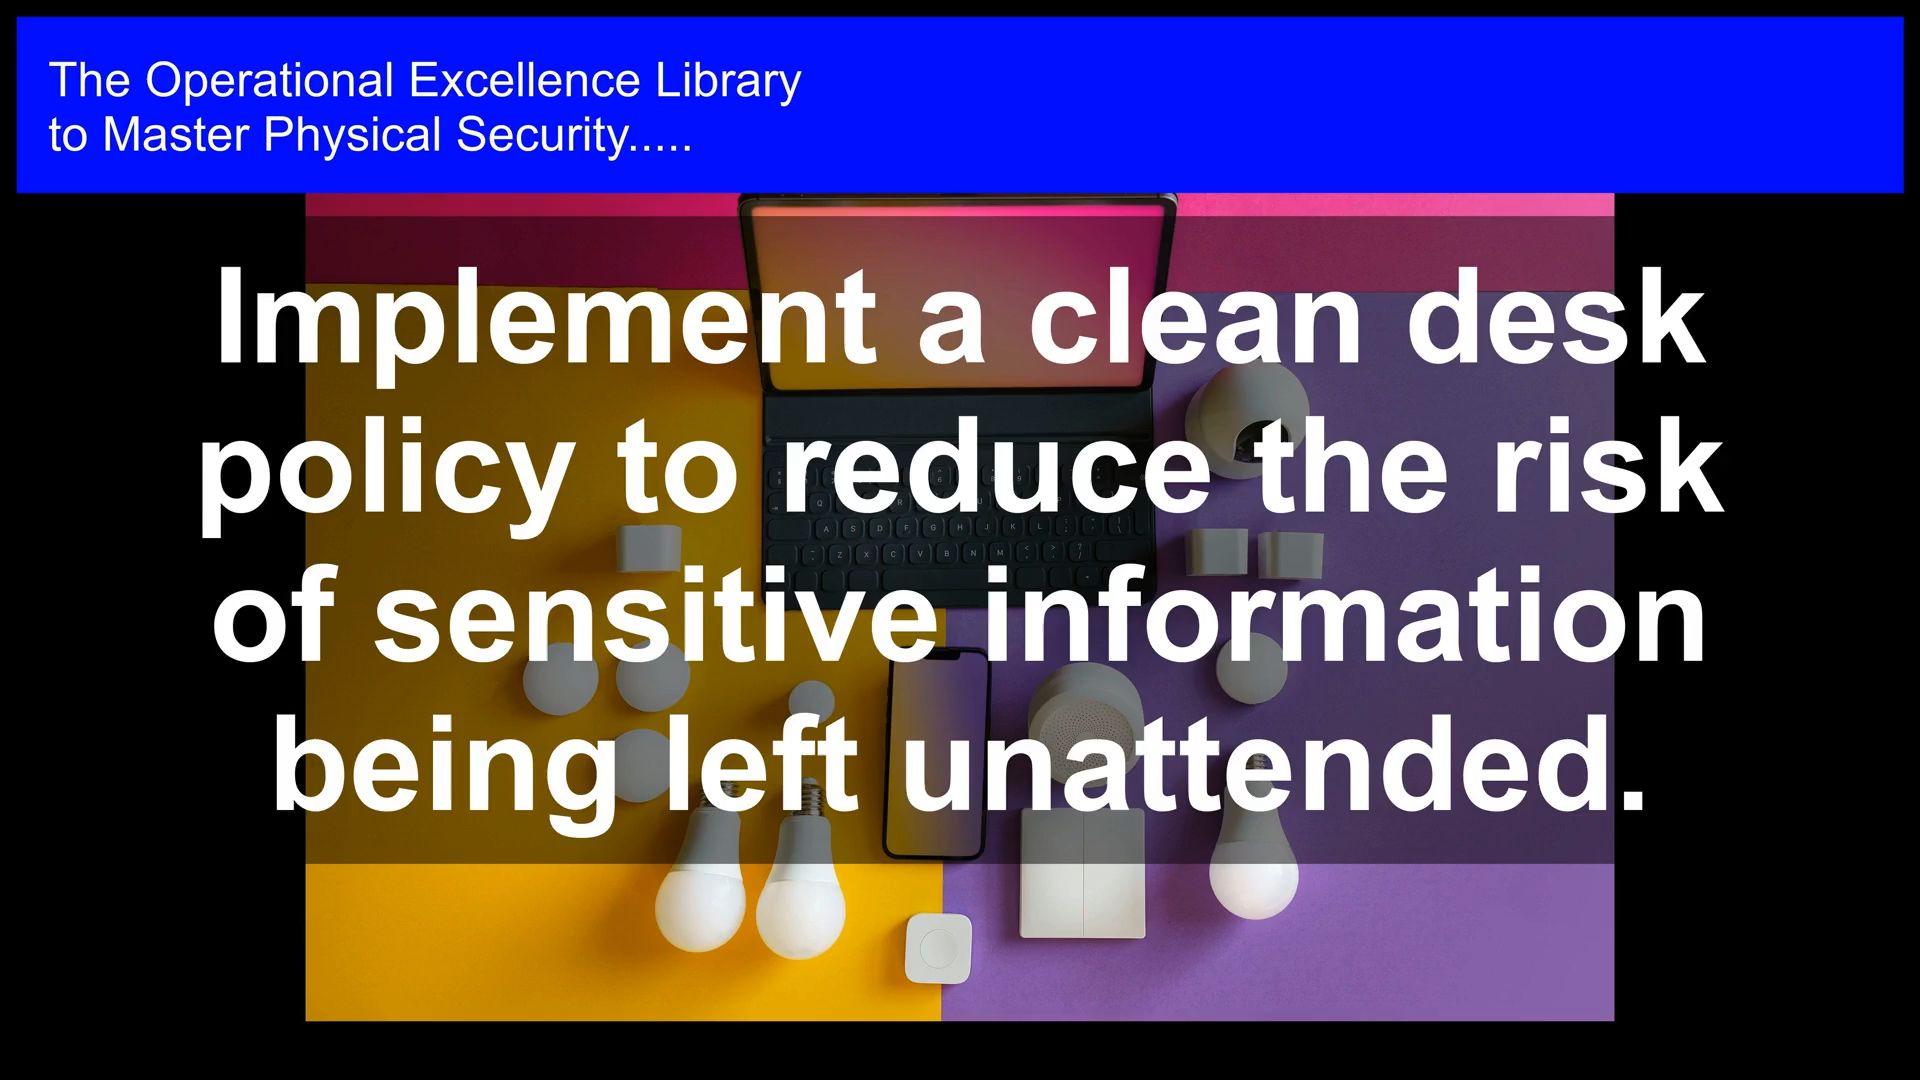 The Operational Excellence Library
to Master Physical Security.....
Implement a clean desk
policy to reduce the risk
of sensitive information
being left unattended.